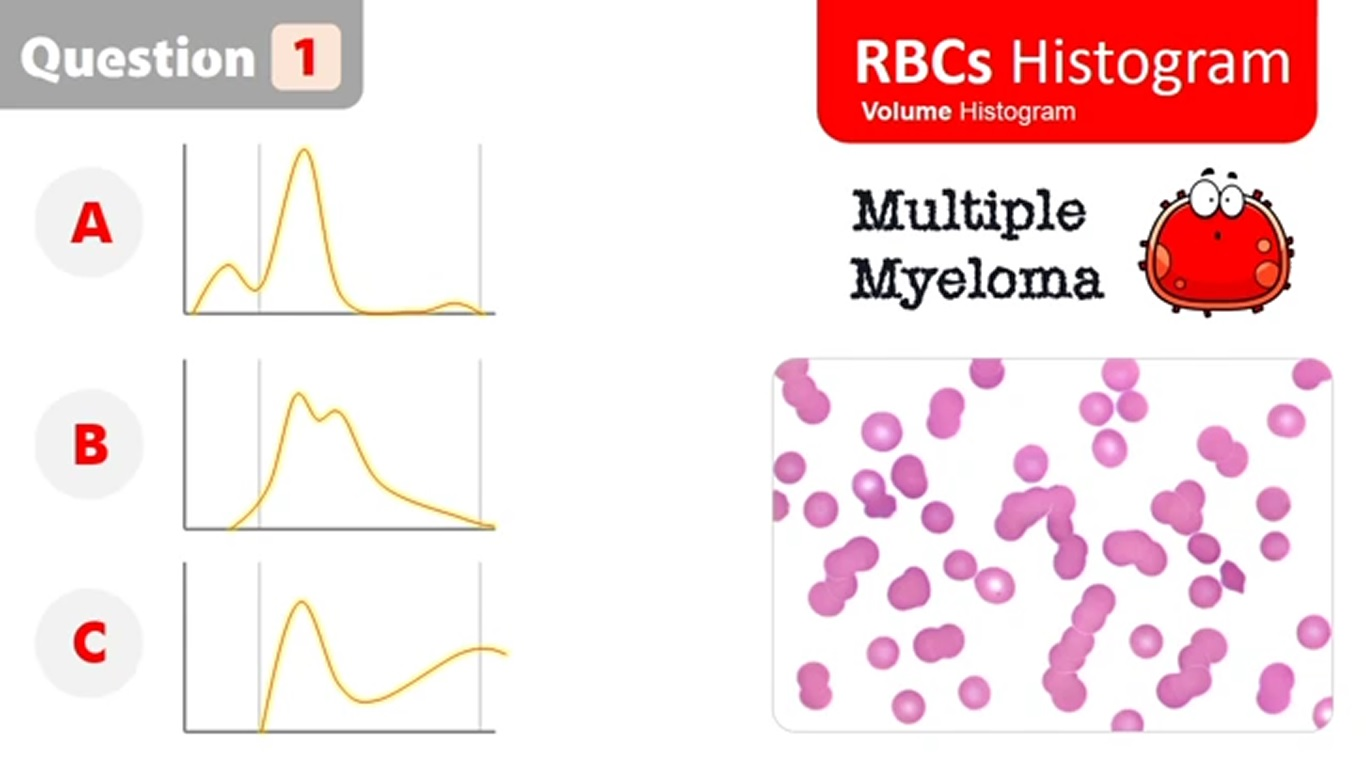 Question 1
RBCs Histogram
Volume Histogram
A
Multiple
Myeloma
B
C